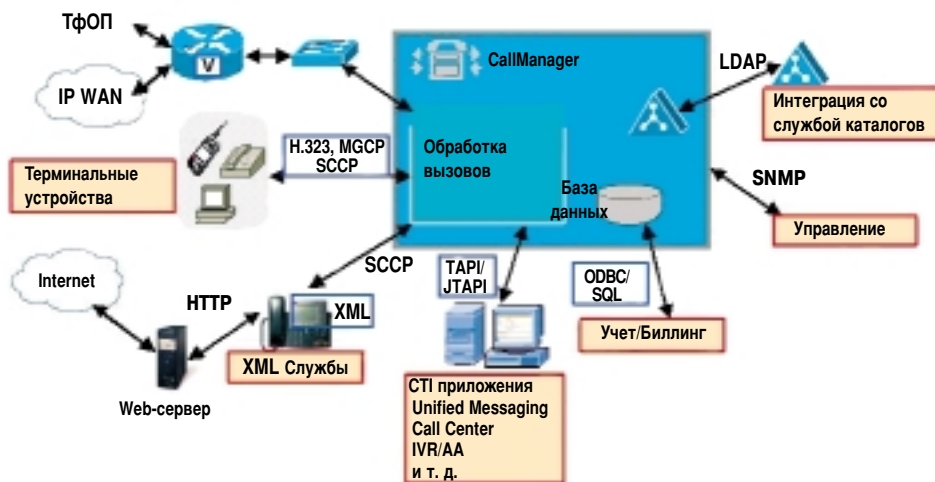 ТфОП
V
IP WAN
CallManager
LDAP
Интеграция со
службой каталогов
H.323, MGCP
SCCP
Обработка
вызовов
Терминальные
устройства
База
данных
SNMP
Управление
SCCP
TAPI/
JTAPI
ODBC/
SQL
Internet
HTTP
XML
Учет/Биллинг
XML Службы
Web-сервер
CTI приложения
Unified Messaging
Call Center
IVR/AA
и т. д.